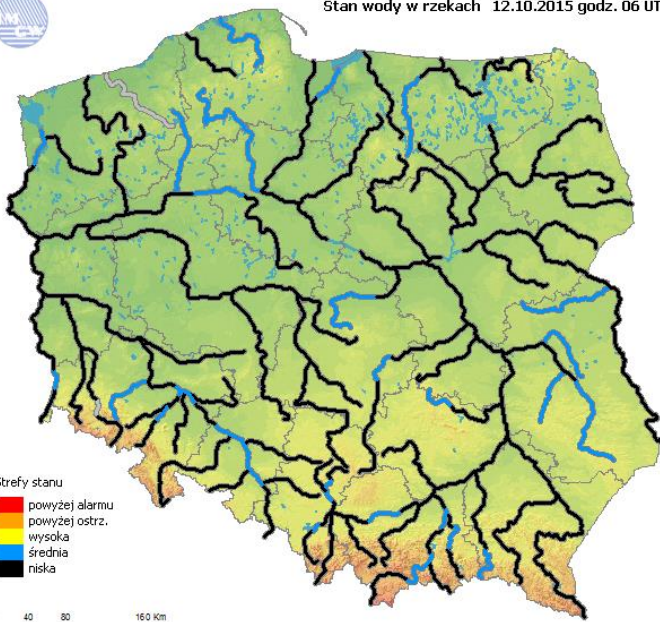 Stan wody w rzekach 12.10.2015 godz. 06 UT
Strefy stanu
powyżej alarmu
powyżej ostrz.
wysoka
średnia
niska
40 80 160 Km